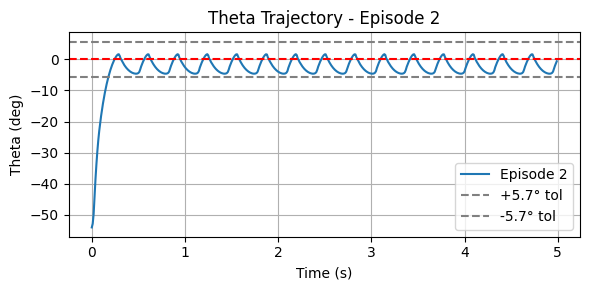 Theta Trajectory - Episode 2
Theta (deg)
0
−10
−20
−30
−40
−50
Episode 2
+5.7° tol
-5.7° tol
0
1
2
3
4
5
Time (s)